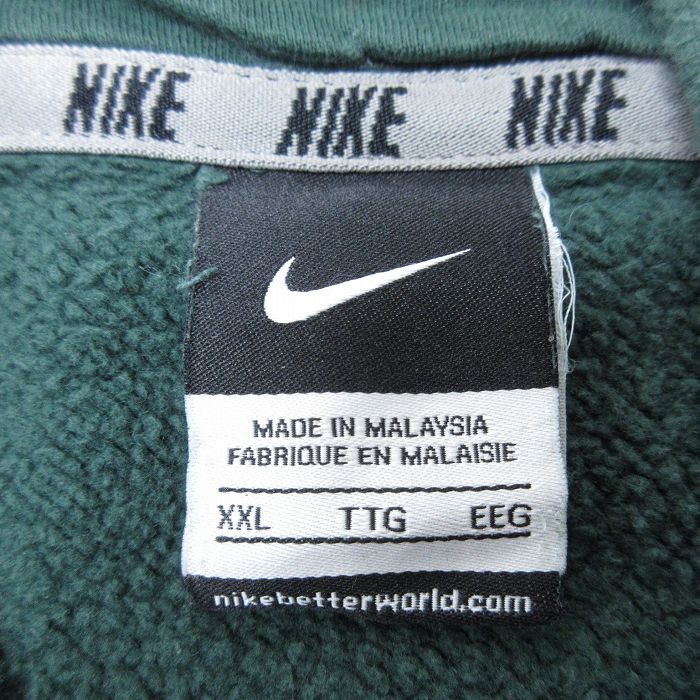 NIKE NIKE NIKE
MADE IN MALAYSIA
FABRIQUE EN MALAISIE
XXL TTG EEG
nikebetterworld.com